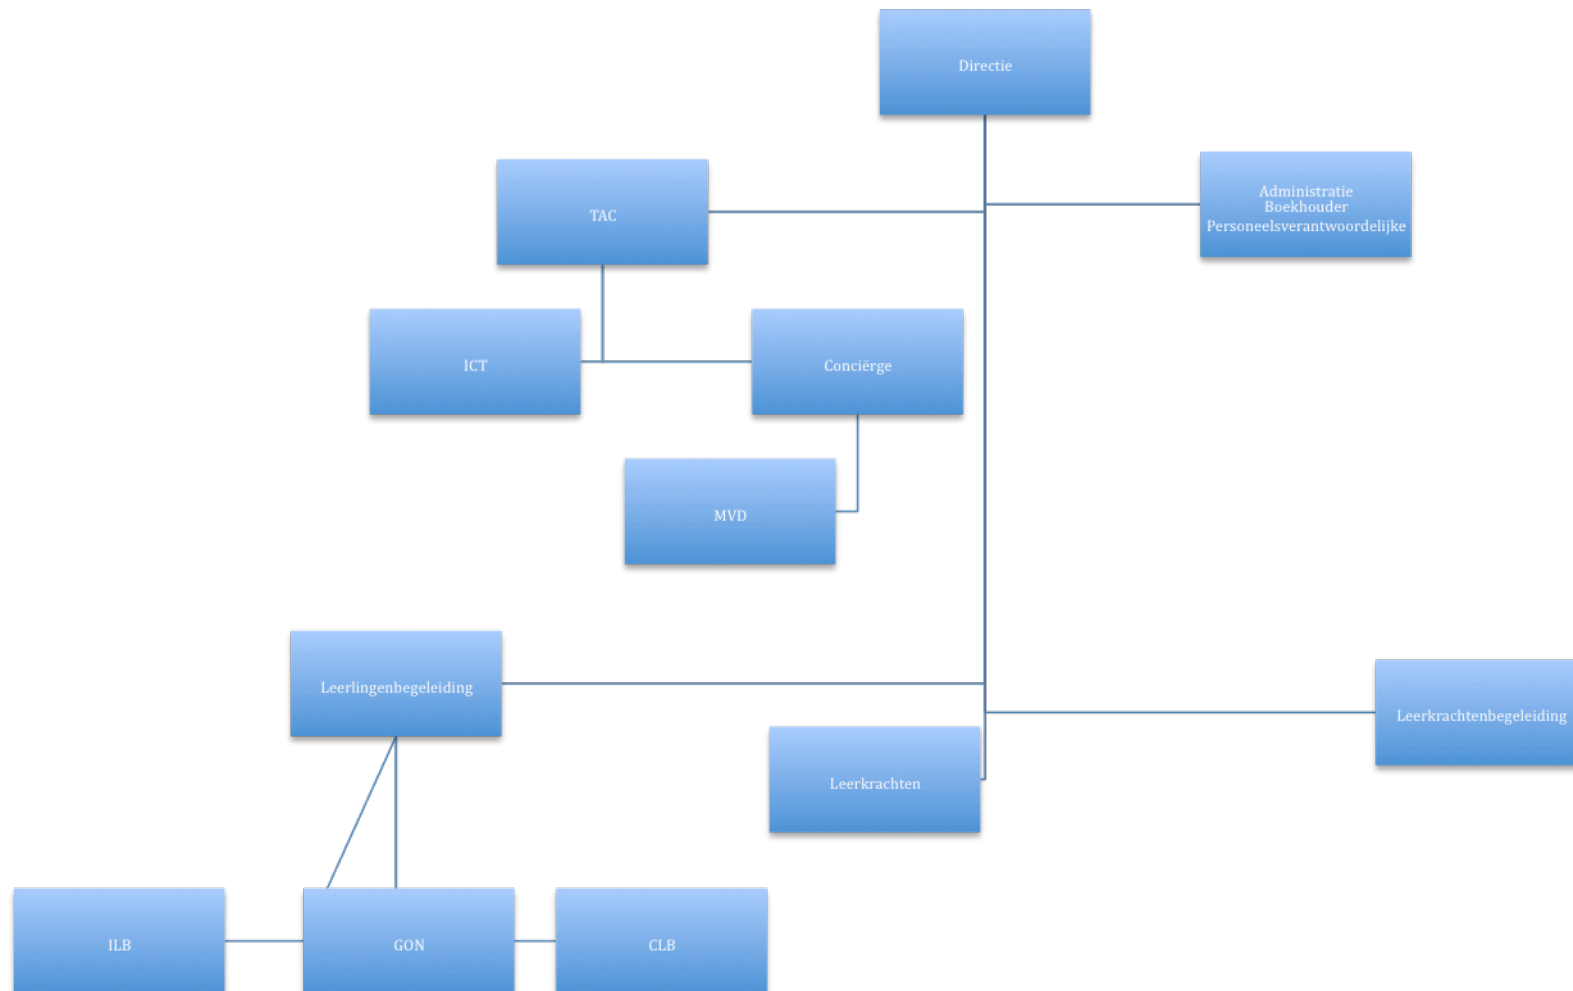 Directie
Administratie
Boekhouder
Personeelsverantwoordelijke
TAC
ICT
Conciërge
MVD
Leerlingenbegeleiding
Leerkrachtenbegeleiding
Leerkrachten
ILB
GON
CLB